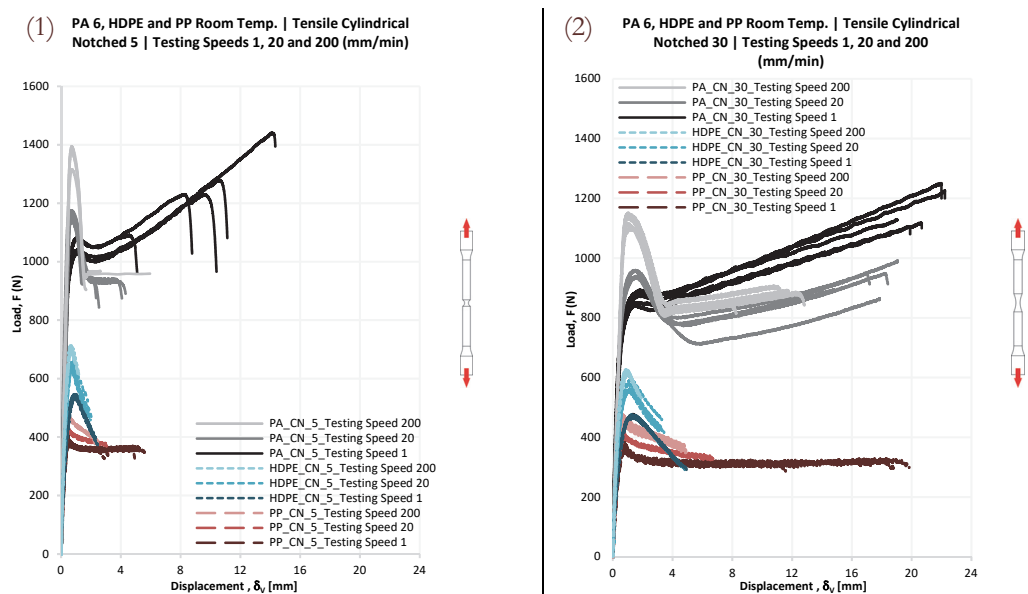 (1)
PA 6, HDPE and PP Room Temp. | Tensile Cylindrical
Notched 5 | Testing Speeds 1, 20 and 200 (mm/min)
1600
1400
1200
1000
800
600
400
200
0
Load, F (N)
PA_CN_5_Testing Speed 200
PA_CN_5_Testing Speed 20
PA_CN_5_Testing Speed 1
HDPE_CN_5_Testing Speed 200
HDPE_CN_5_Testing Speed 20
HDPE_CN_5_Testing Speed 1
PP_CN_5_Testing Speed 200
PP_CN_5_Testing Speed 20
PP_CN_5_Testing Speed 1
0 4 8 12 16 20 24
Displacement , δv [mm]
(2)
PA 6, HDPE and PP Room Temp. | Tensile Cylindrical
Notched 30 | Testing Speeds 1, 20 and 200
(mm/min)
1600
1400
1200
1000
800
600
400
200
0
Load, F (N)
PA_CN_30_Testing Speed 200
PA_CN_30_Testing Speed 20
PA_CN_30_Testing Speed 1
HDPE_CN_30_Testing Speed 200
HDPE_CN_30_Testing Speed 20
HDPE_CN_30_Testing Speed 1
PP_CN_30_Testing Speed 200
PP_CN_30_Testing Speed 20
PP_CN_30_Testing Speed 1
0 4 8 12 16 20 24
Displacement , δv [mm]